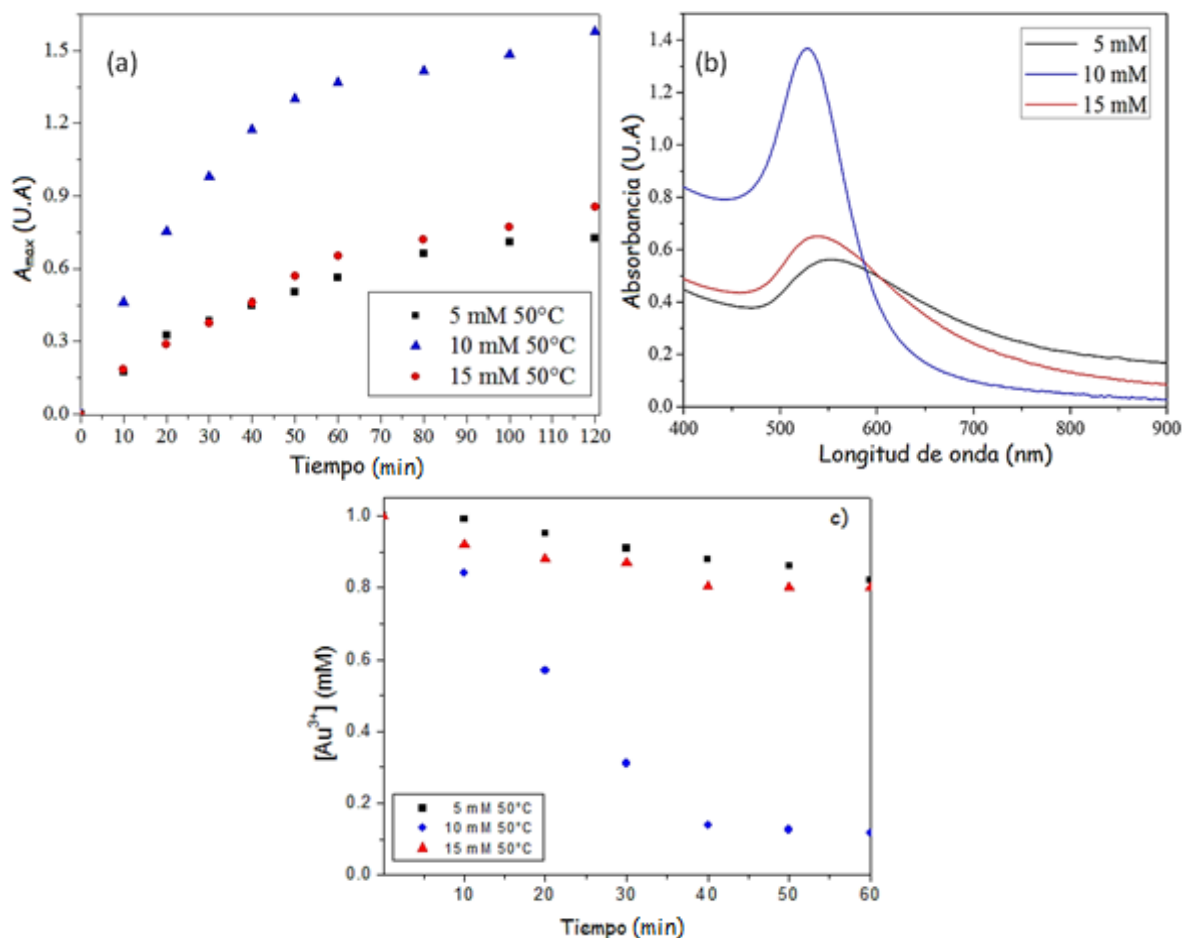 (a)
1.5
1.2
0.9
0.6
0.3
0.0
A_max (U.A)
5 mM 50°C
10 mM 50°C
15 mM 50°C
0 10 20 30 40 50 60 70 80 90 100 110 120
Tiempo (min)
(b)
1.4
1.2
1.0
0.8
0.6
0.4
0.2
0.0
Absorbancia (U.A)
5 mM
10 mM
15 mM
400 500 600 700 800 900
Longitud de onda (nm)
c)
1.0
0.8
0.6
0.4
0.2
0.0
[Au³⁺] (mM)
5 mM 50°C
10 mM 50°C
15 mM 50°C
10 20 30 40 50 60
Tiempo (min)